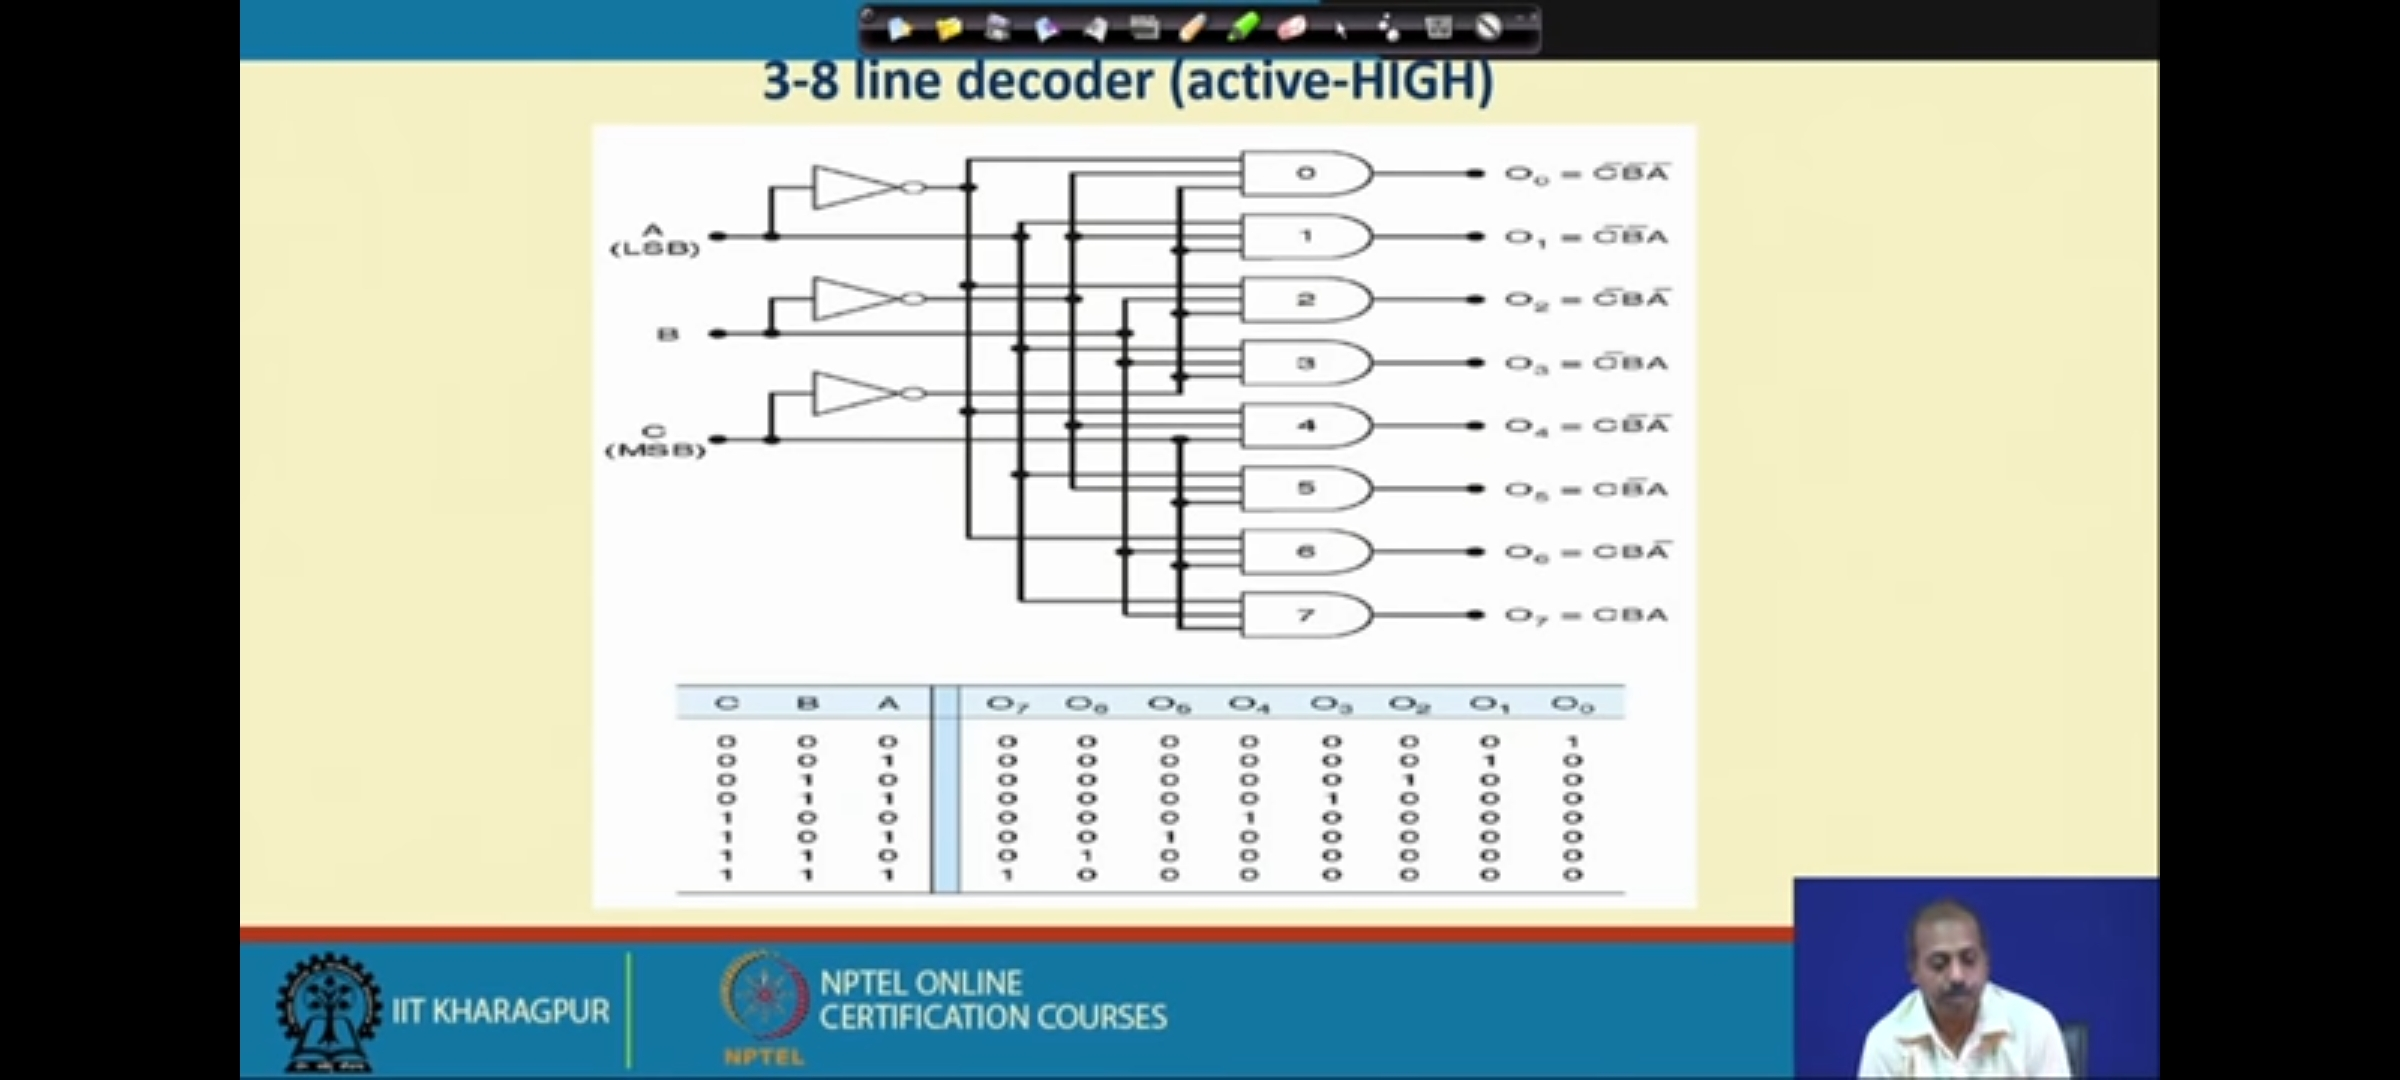 3-8 line decoder (active-HIGH)
0 O₀ = C̅B̅A̅
A
(LSB)
1 O₁ = C̅B̅A
2 O₂ = C̅BA̅
B
3 O₃ = C̅BA
4 O₄ = CB̅A̅
C
(MSB)
5 O₅ = CB̅A
6 O₆ = CBA̅
7 O₇ = CBA
C B A O₇ O₆ O₅ O₄ O₃ O₂ O₁ O₀
0 0 0 0 0 0 0 0 0 0 1
0 0 1 0 0 0 0 0 0 1 0
0 1 0 0 0 0 0 0 1 0 0
0 1 1 0 0 0 0 1 0 0 0
1 0 0 0 0 0 1 0 0 0 0
1 0 1 0 0 1 0 0 0 0 0
1 1 0 0 1 0 0 0 0 0 0
1 1 1 1 0 0 0 0 0 0 0
IIT KHARAGPUR
NPTEL
NPTEL ONLINE
CERTIFICATION COURSES